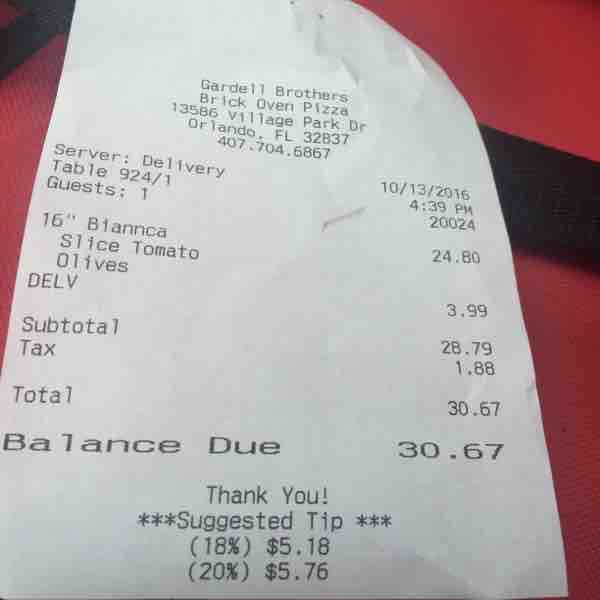 Gardell Brothers
Brick Oven Pizza
13586 Village Park Dr
Orlando, FL 32837
407.704.6867
Server: Delivery 10/13/2016
Table 924/1 4:39 PM
Guests: 1 20024
16" Biannca 24.80
Slice Tomato
Olives
DELV 3.99
Subtotal 28.79
Tax 1.88
Total 30.67
Balance Due 30.67
Thank You!
***Suggested Tip ***
(18%) $5.18
(20%) $5.76